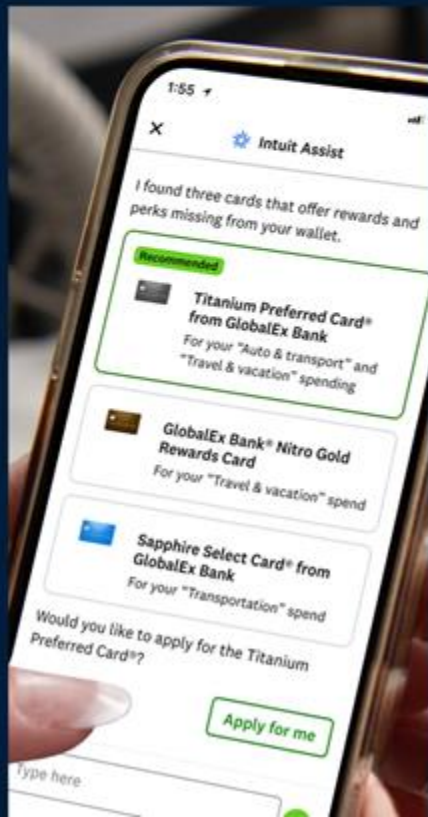 1:55
Intuit Assist
I found three cards that offer rewards and
perks missing from your wallet.
Recommended
Titanium Preferred Card®
from GlobalEx Bank
For your "Auto & transport" and
"Travel & vacation" spending
GlobalEx Bank® Nitro Gold
Rewards Card
For your "Travel & vacation" spend
Sapphire Select Card® from
GlobalEx Bank
For your "Transportation" spend
Would you like to apply for the Titanium
Preferred Card®?
Apply for me
Type here